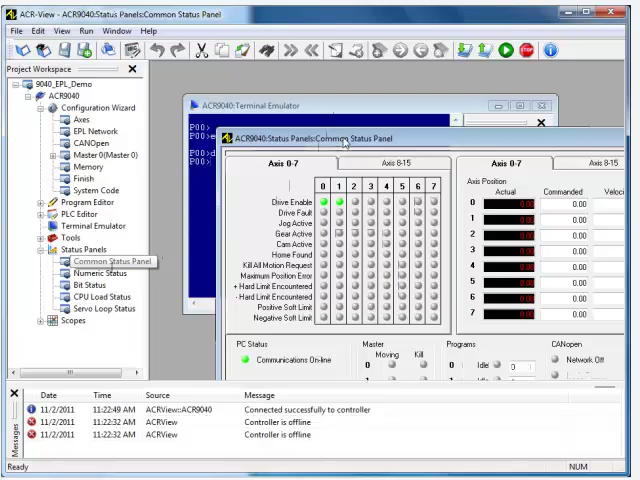 ACR-View - ACR9040:Status Panels:Common Status Panel
File Edit View Run Window Help
Project Workspace
9040_EPL_Demo
ACR9040
Configuration Wizard
Axes
EPL Network
CANOpen
Master 0(Master0)
Memory
Finish
System Code
Program Editor
PLC Editor
Terminal Emulator
Tools
Status Panels
Common Status Panel
Numeric Status
Bit Status
CPU Load Status
Servo Loop Status
Scopes
ACR9040:Terminal Emulator
P00>
P00>e
P00>d
P00>
ACR9040:Status Panels:Common Status Panel
Axis 0-7 Axis 8-15
0 1 2 3 4 5 6 7
Drive Enable
Drive Fault
Jog Active
Gear Active
Cam Active
Home Found
Kill All Motion Request
Maximum Position Error
+ Hard Limit Encountered
- Hard Limit Encountered
Positive Soft Limit
Negative Soft Limit
Axis 0-7 Axis 8-15
Axis Position
Actual Commanded Veloci
0 0.00 0.00
1 0.00 0.00
2 0.00 0.00
3 0.00 0.00
4 0.00 0.00
5 0.00 0.00
6 0.00 0.00
7 0.00 0.00
PC Status
Communications On-line
Master
Moving Kill
0
Programs
0 Idle 0
1 Idle
CANopen
Network Off
Date Time Source Message
11/2/2011 11:22:49 AM ACRView::ACR9040 Connected successfully to controller
11/2/2011 11:22:32 AM ACRView Controller is offline
11/2/2011 11:22:32 AM ACRView Controller is offline
Messages
Ready NUM